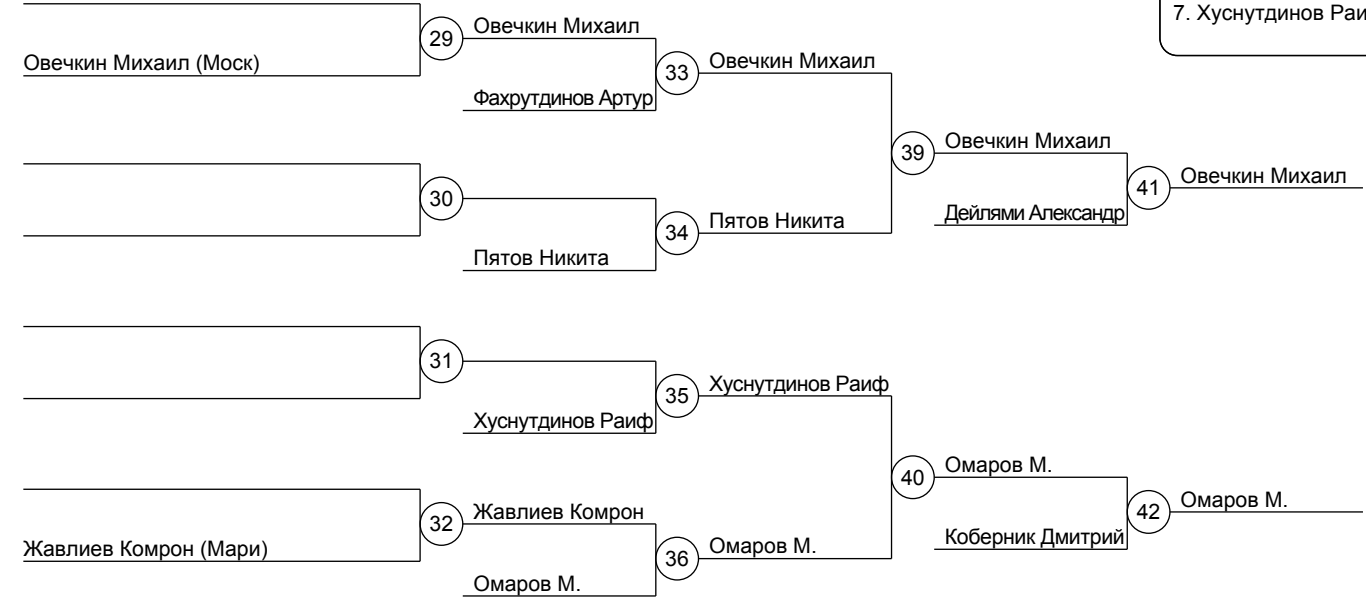 7. Хуснутдинов Раи
Овечкин Михаил (Моск)
29
Овечкин Михаил
Фахрутдинов Артур
33
Овечкин Михаил
39
Овечкин Михаил
Дейлями Александр
41
Овечкин Михаил
30
Пятов Никита
34
Пятов Никита
31
Хуснутдинов Раиф
35
Хуснутдинов Раиф
40
Омаров М.
Коберник Дмитрий
42
Омаров М.
Жавлиев Комрон (Мари)
32
Жавлиев Комрон
Омаров М.
36
Омаров М.